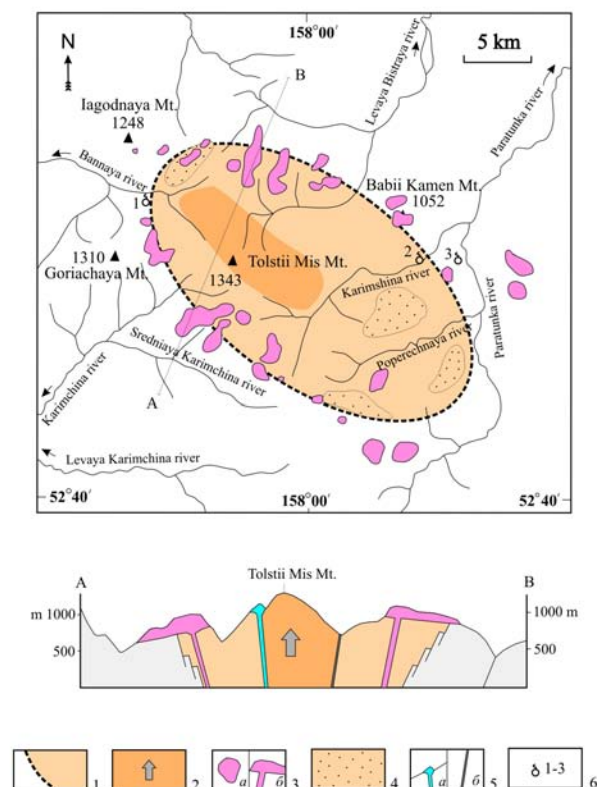 158°00'
N
5 km
B
Iagodnaya Mt.
1248
Levaya Bistraya river
Paratunka river
Bannaya river
Babii Kamen Mt.
1052
1
2
3
1310
Goriachaya Mt.
Tolstii Mis Mt.
1343
Karimshina river
Paratunka river
Poperechnaya river
Sredniaya Karimchina river
A
Karimchina river
Levaya Karimchina river
52°40'
158°00'
52°40'
Tolstii Mis Mt.
A
B
m 1000
1000 m
500
500
1
2
а
б
3
4
а
б
5
1-3
6